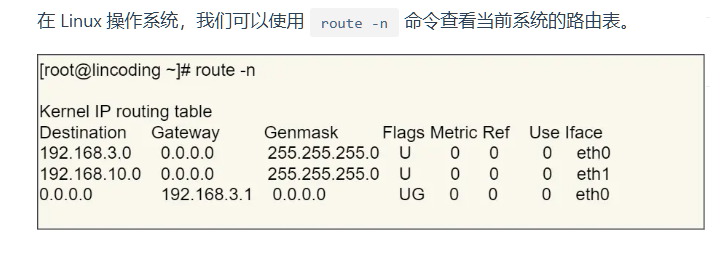 在 Linux 操作系统，我们可以使用 route -n 命令查看当前系统的路由表。
[root@lincoding ~]# route -n
Kernel IP routing table
Destination Gateway Genmask Flags Metric Ref Use Iface
192.168.3.0 0.0.0.0 255.255.255.0 U 0 0 0 eth0
192.168.10.0 0.0.0.0 255.255.255.0 U 0 0 0 eth1
0.0.0.0 192.168.3.1 0.0.0.0 UG 0 0 0 eth0